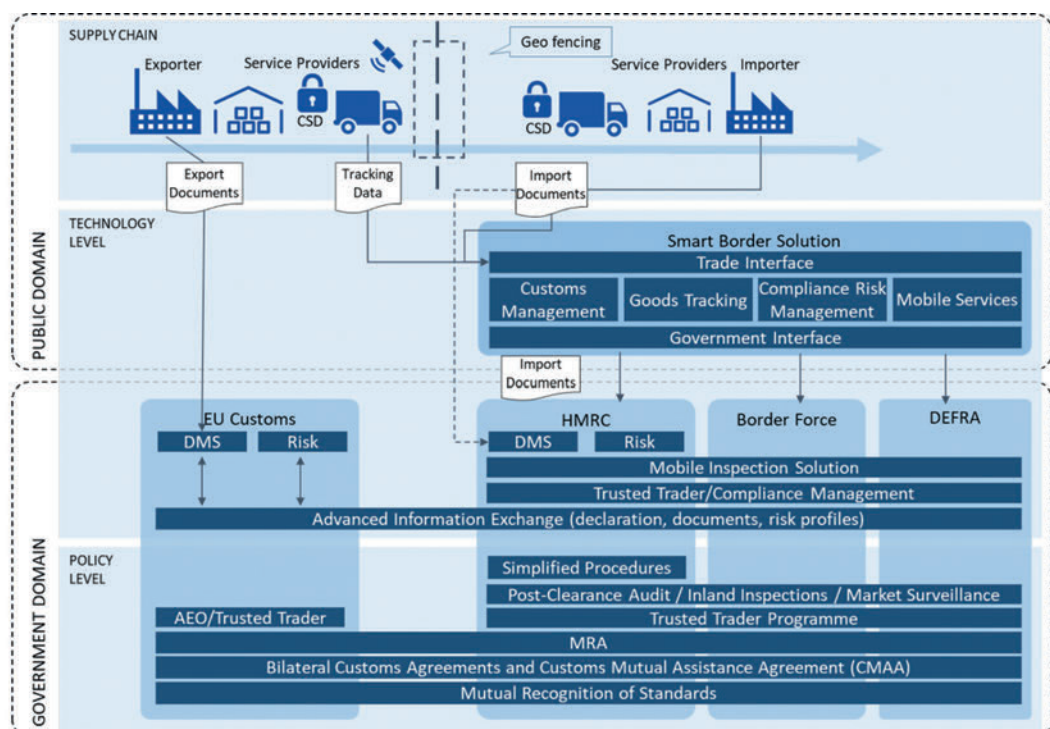 SUPPLY CHAIN
Geo fencing
Exporter
Service Providers
Service Providers
Importer
CSD
CSD
Export
Documents
Tracking
Data
Import
Documents
PUBLIC DOMAIN
TECHNOLOGY
LEVEL
Smart Border Solution
Trade Interface
Customs
Management
Goods Tracking
Compliance Risk
Management
Mobile Services
Government Interface
Import
Documents
GOVERNMENT DOMAIN
EU Customs
HMRC
Border Force
DEFRA
DMS
Risk
DMS
Risk
Mobile Inspection Solution
Trusted Trader/Compliance Management
Advanced Information Exchange (declaration, documents, risk profiles)
POLICY
LEVEL
Simplified Procedures
Post-Clearance Audit / Inland Inspections / Market Surveillance
AEO/Trusted Trader
Trusted Trader Programme
MRA
Bilateral Customs Agreements and Customs Mutual Assistance Agreement (CMAA)
Mutual Recognition of Standards